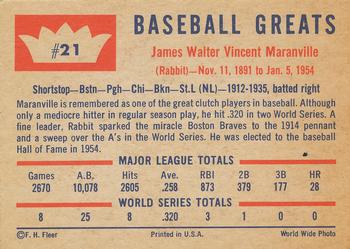 #21
BASEBALL GREATS
James Walter Vincent Maranville
(Rabbit)—Nov. 11, 1891 to Jan. 5, 1954
Shortstop—Bstn—Pgh—Chi—Bkn—St.L (NL)—1912-1935, batted right
Maranville is remembered as one of the great clutch players in baseball. Although
only a mediocre hitter in regular season play, he hit .320 in two World Series. A
fine leader, Rabbit sparked the miracle Boston Braves to the 1914 pennant
and a sweep over the A's in the World Series. He was elected to the baseball
Hall of Fame in 1954.
MAJOR LEAGUE TOTALS
Games A.B. Hits Aver. RBI 2B 3B HR
2670 10,078 2605 .258 873 379 177 28
WORLD SERIES TOTALS
8 25 8 .320 3 1 0 0
©F. H. Fleer Printed in U.S.A. World Wide Photo